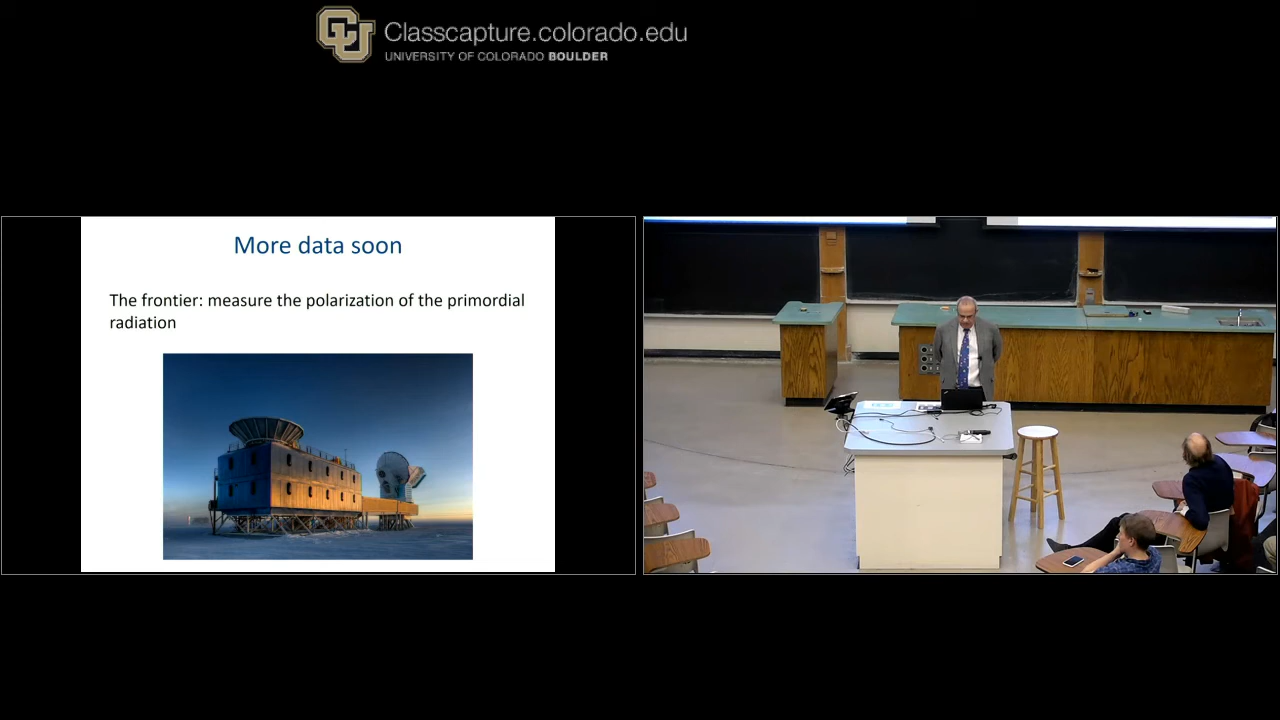 Classcapture.colorado.edu
UNIVERSITY OF COLORADO BOULDER
More data soon
The frontier: measure the polarization of the primordial
radiation